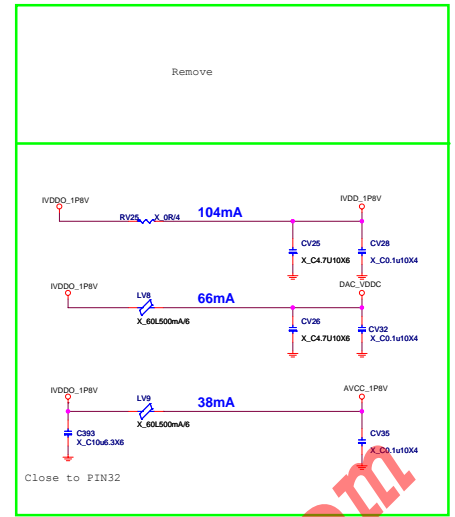 Remove
IVDDO_1P8V
IVDD_1P8V
RV25
X_0R/4
104mA
CV25
X_C4.7U10X6
CV28
X_C0.1u10X4
IVDDO_1P8V
DAC_VDDC
LV8
66mA
X_60L500mA/6
CV26
X_C4.7U10X6
CV32
X_C0.1u10X4
IVDDO_1P8V
AVCC_1P8V
LV9
38mA
X_60L500mA/6
C393
X_C10u6.3X6
CV35
X_C0.1u10X4
Close to PIN32
om